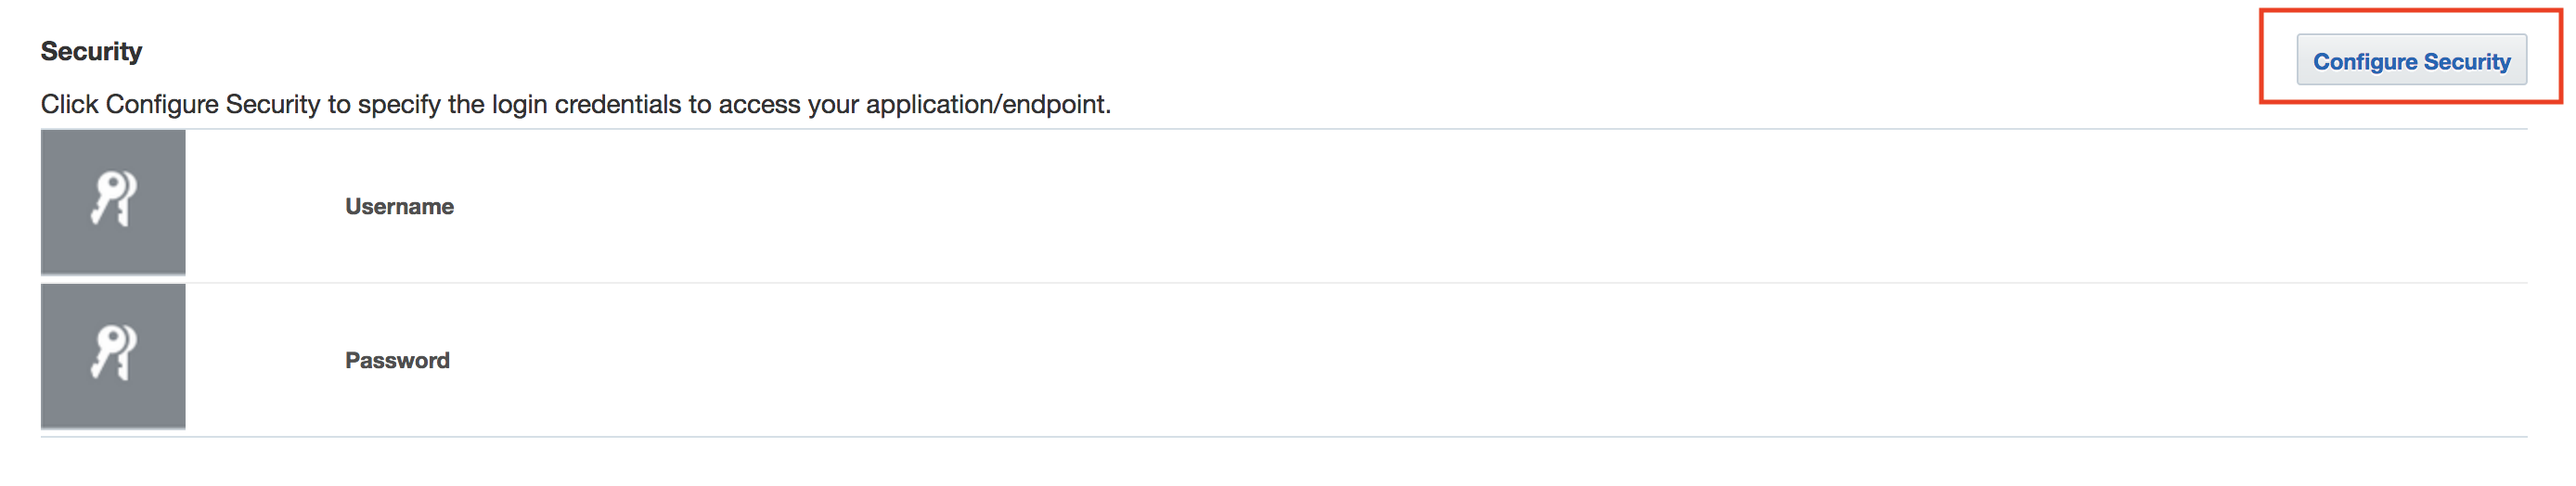 Security
Configure Security
Click Configure Security to specify the login credentials to access your application/endpoint.
Username
Password